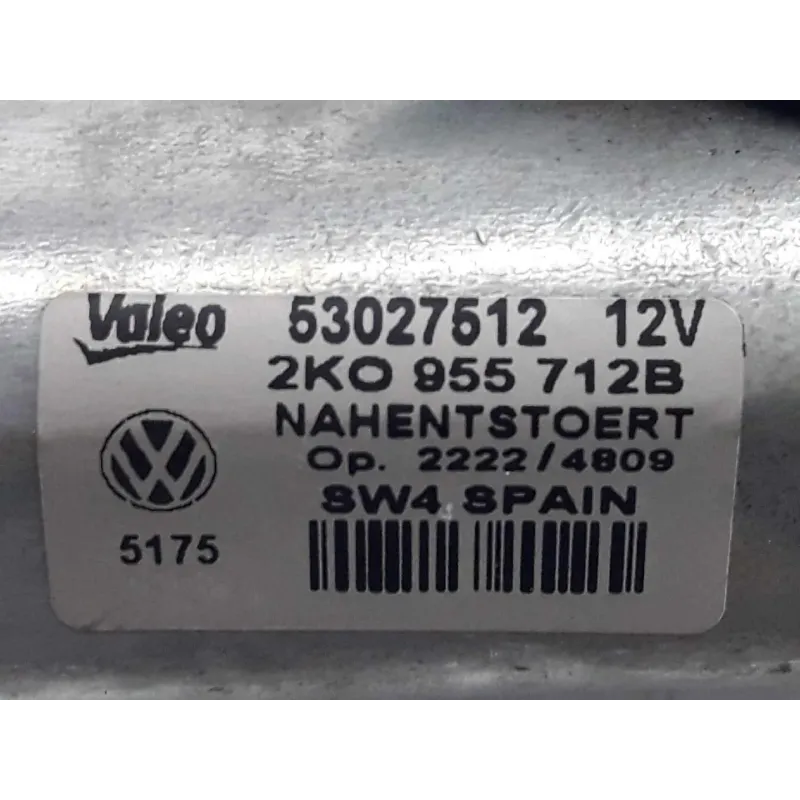 Valeo 53027512 12V
2KO 955 712B
NAHENTSTOERT
Op. 2222/4809
SW4 SPAIN
5175